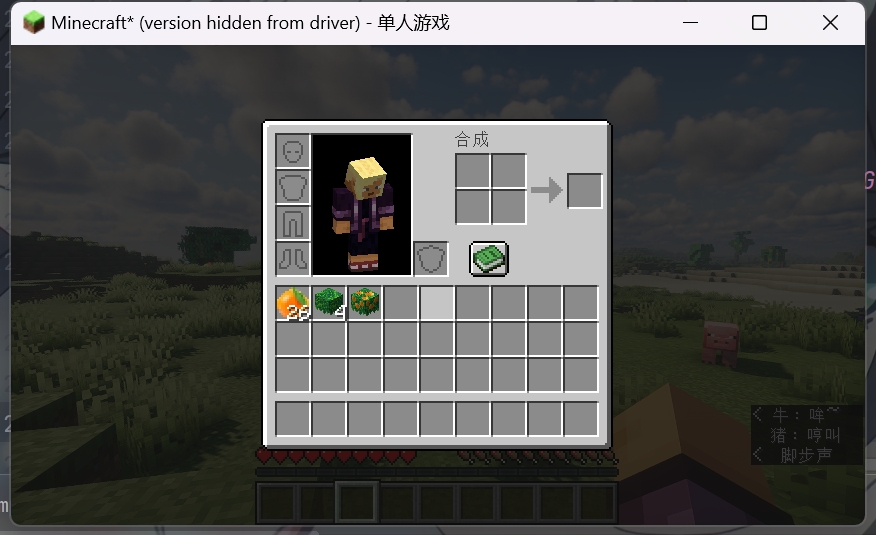 Minecraft* (version hidden from driver) - 单人游戏
合成
26
4
< 牛：哞~
猪：哼叫
< 脚步声